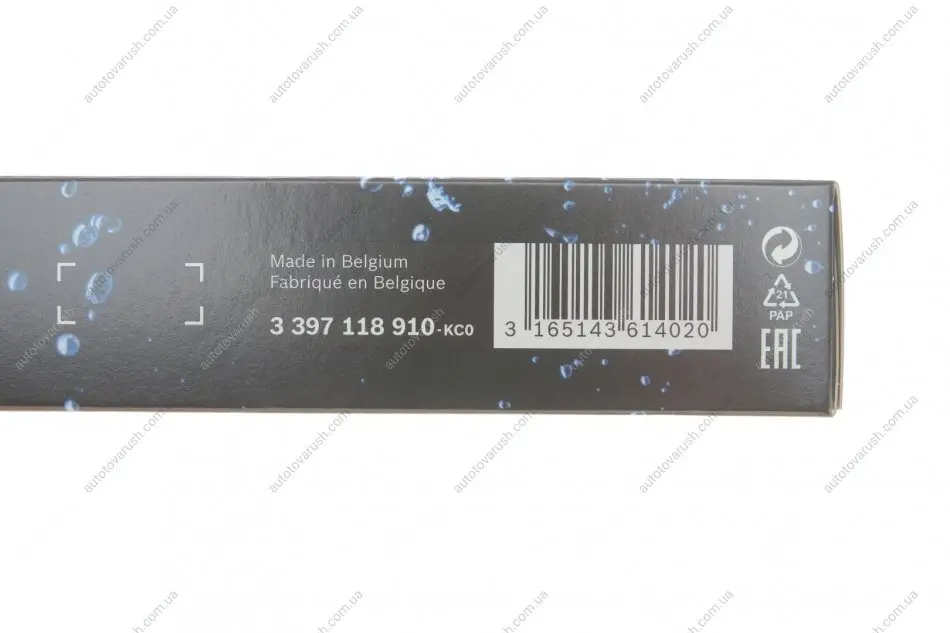 Made in Belgium
Fabriqué en Belgique
3 397 118 910-KC0
3 165143 614020
21
PAP
EAC
autotovarush.com.ua